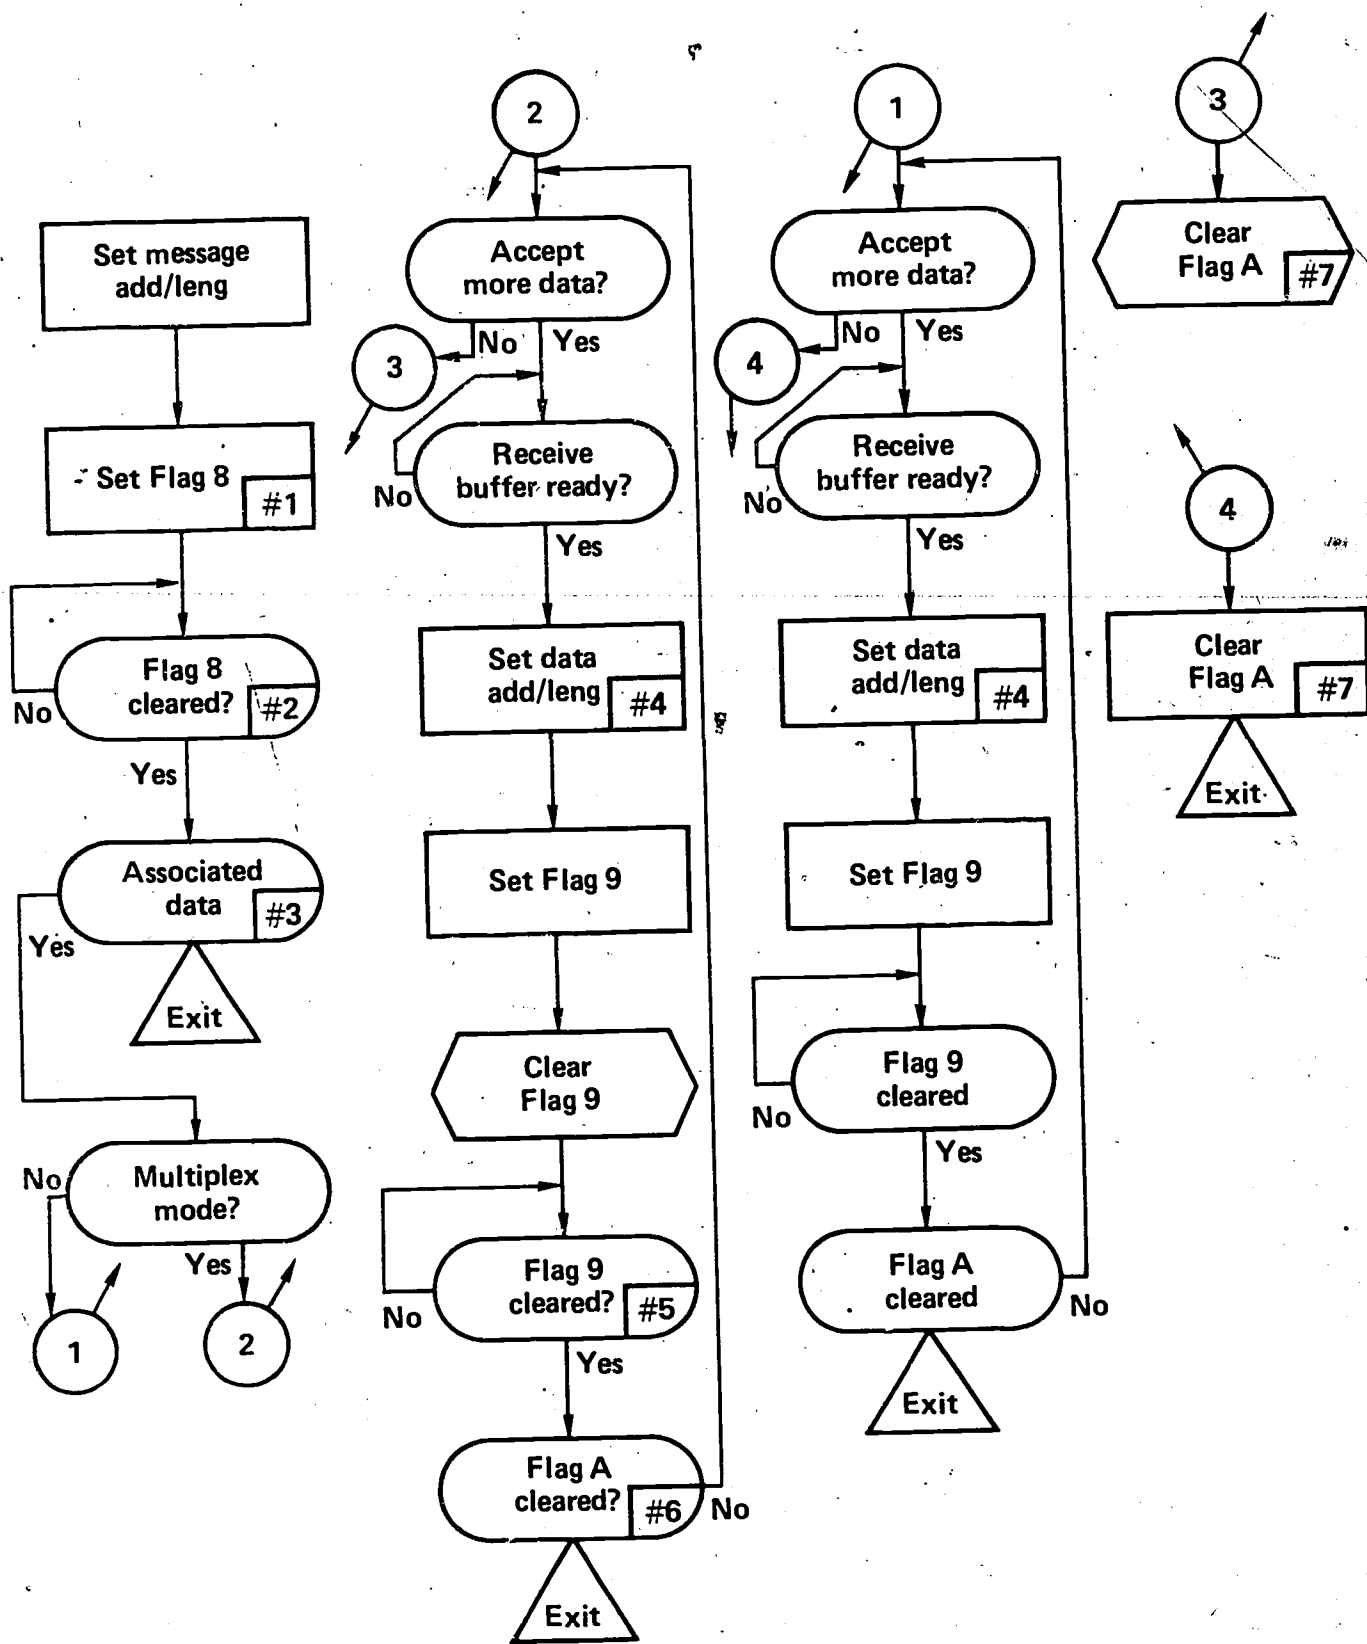 Set message
add/leng
Set Flag 8
#1
Flag 8
cleared?
#2
No
Yes
Associated
data
#3
Yes
Exit
Multiplex
mode?
No
Yes
1
2
2
Accept
more data?
No
Yes
3
Receive
buffer ready?
No
Yes
Set data
add/leng
#4
Set Flag 9
Clear
Flag 9
Flag 9
cleared?
#5
No
Yes
Flag A
cleared?
#6
No
Exit
1
Accept
more data?
No
Yes
4
Receive
buffer ready?
No
Yes
Set data
add/leng
#4
Set Flag 9
Flag 9
cleared
No
Yes
Flag A
cleared
No
Exit
3
Clear
Flag A
#7
4
Clear
Flag A
#7
Exit